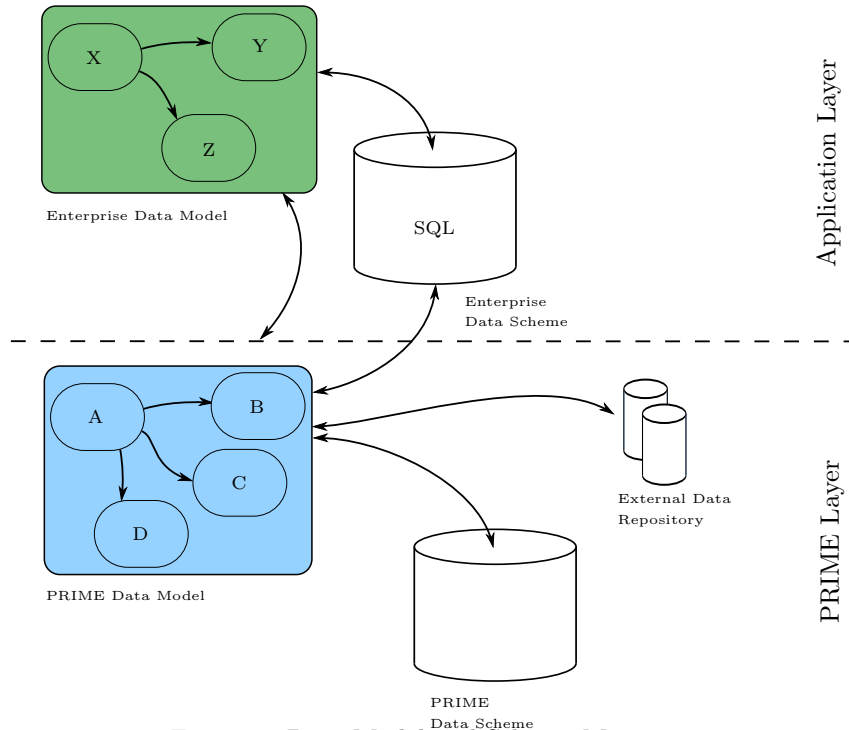 X
Y
Z
Enterprise Data Model
SQL
Enterprise
Data Scheme
Application Layer
A
B
C
D
PRIME Data Model
External Data
Repository
PRIME
Data Scheme
PRIME Layer